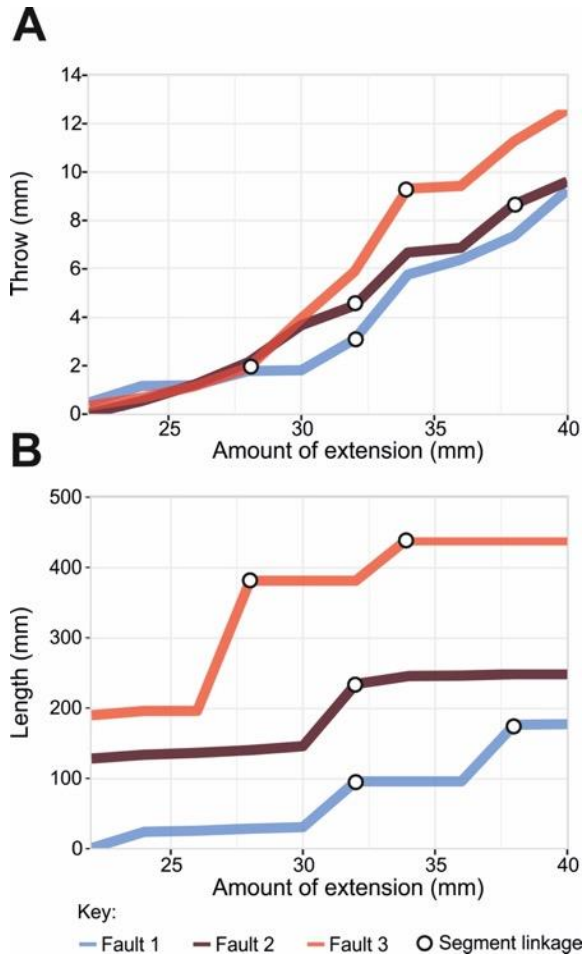 A
14
12
10
8
6
4
2
0
Throw (mm)
25 30 35 40
Amount of extension (mm)
B
500
400
300
200
100
0
Length (mm)
25 30 35 40
Amount of extension (mm)
Key:
Fault 1 Fault 2 Fault 3 Segment linkage